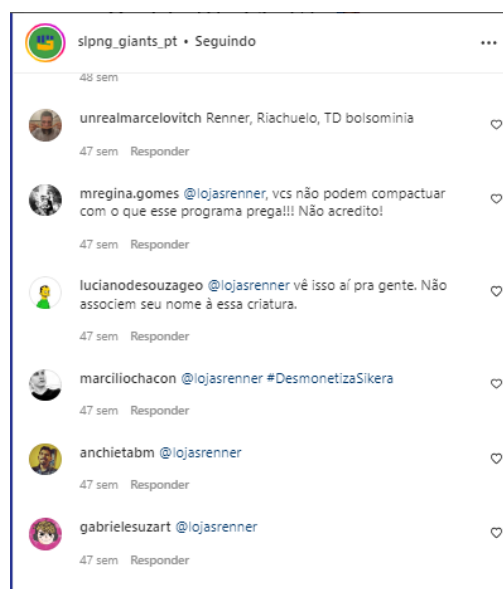 slpng_giants_pt • Seguindo
48 sem
unrealmarcelovitch Renner, Riachuelo, TD bolsominia
47 sem Responder
mregina.gomes @lojasrenner, vcs não podem compactuar
com o que esse programa prega!!! Não acredito!
47 sem Responder
lucianodesouzageo @lojasrenner vê isso aí pra gente. Não
associem seu nome à essa criatura.
47 sem Responder
marciliochacon @lojasrenner #DesmonetizaSikera
47 sem Responder
anchietabm @lojasrenner
47 sem Responder
gabrielesuzart @lojasrenner
47 sem Responder